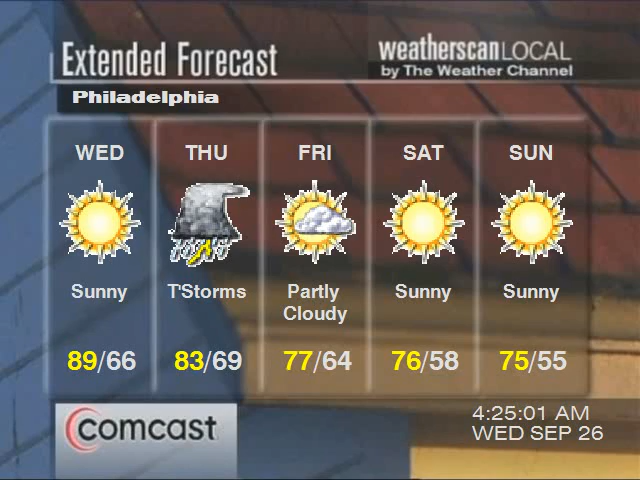 Extended Forecast
weatherscanLOCAL
by The Weather Channel
Philadelphia
WED THU FRI SAT SUN
Sunny T'Storms Partly Cloudy Sunny Sunny
89/66 83/69 77/64 76/58 75/55
comcast
4:25:01 AM
WED SEP 26